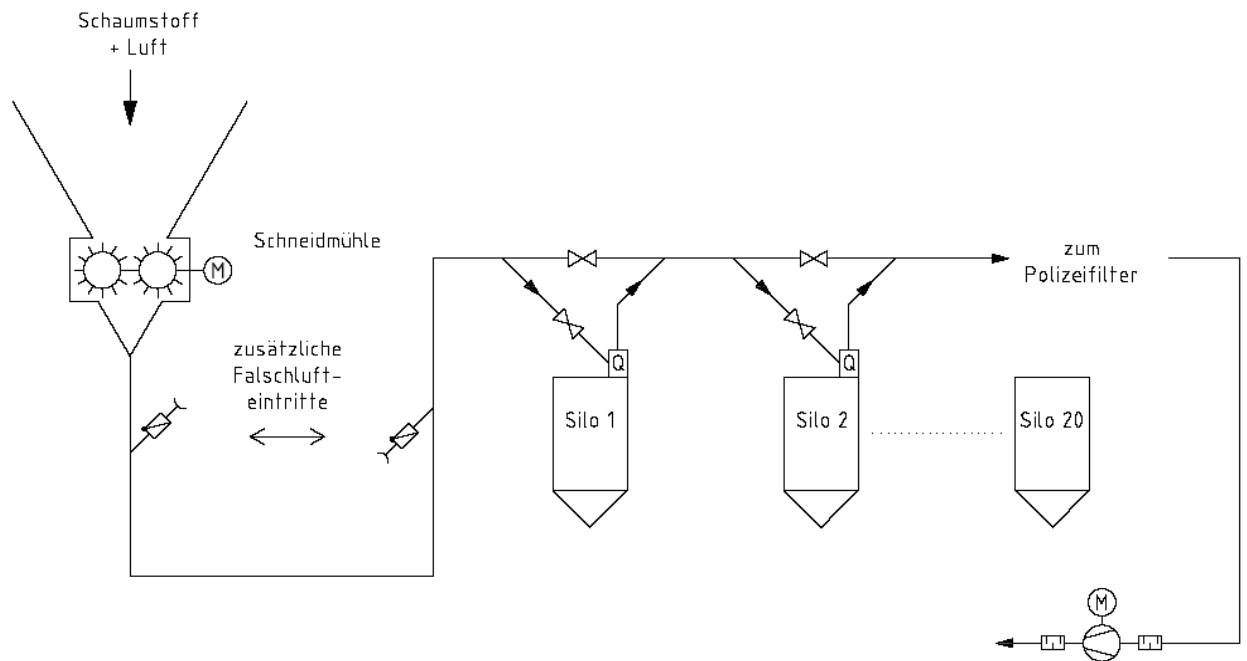 Schaumstoff
+ Luft
Schneidmühle
M
zum
Polizeifilter
zusätzliche
Falschluft-
eintritte
Q
Q
Silo 1
Silo 2
Silo 20
M